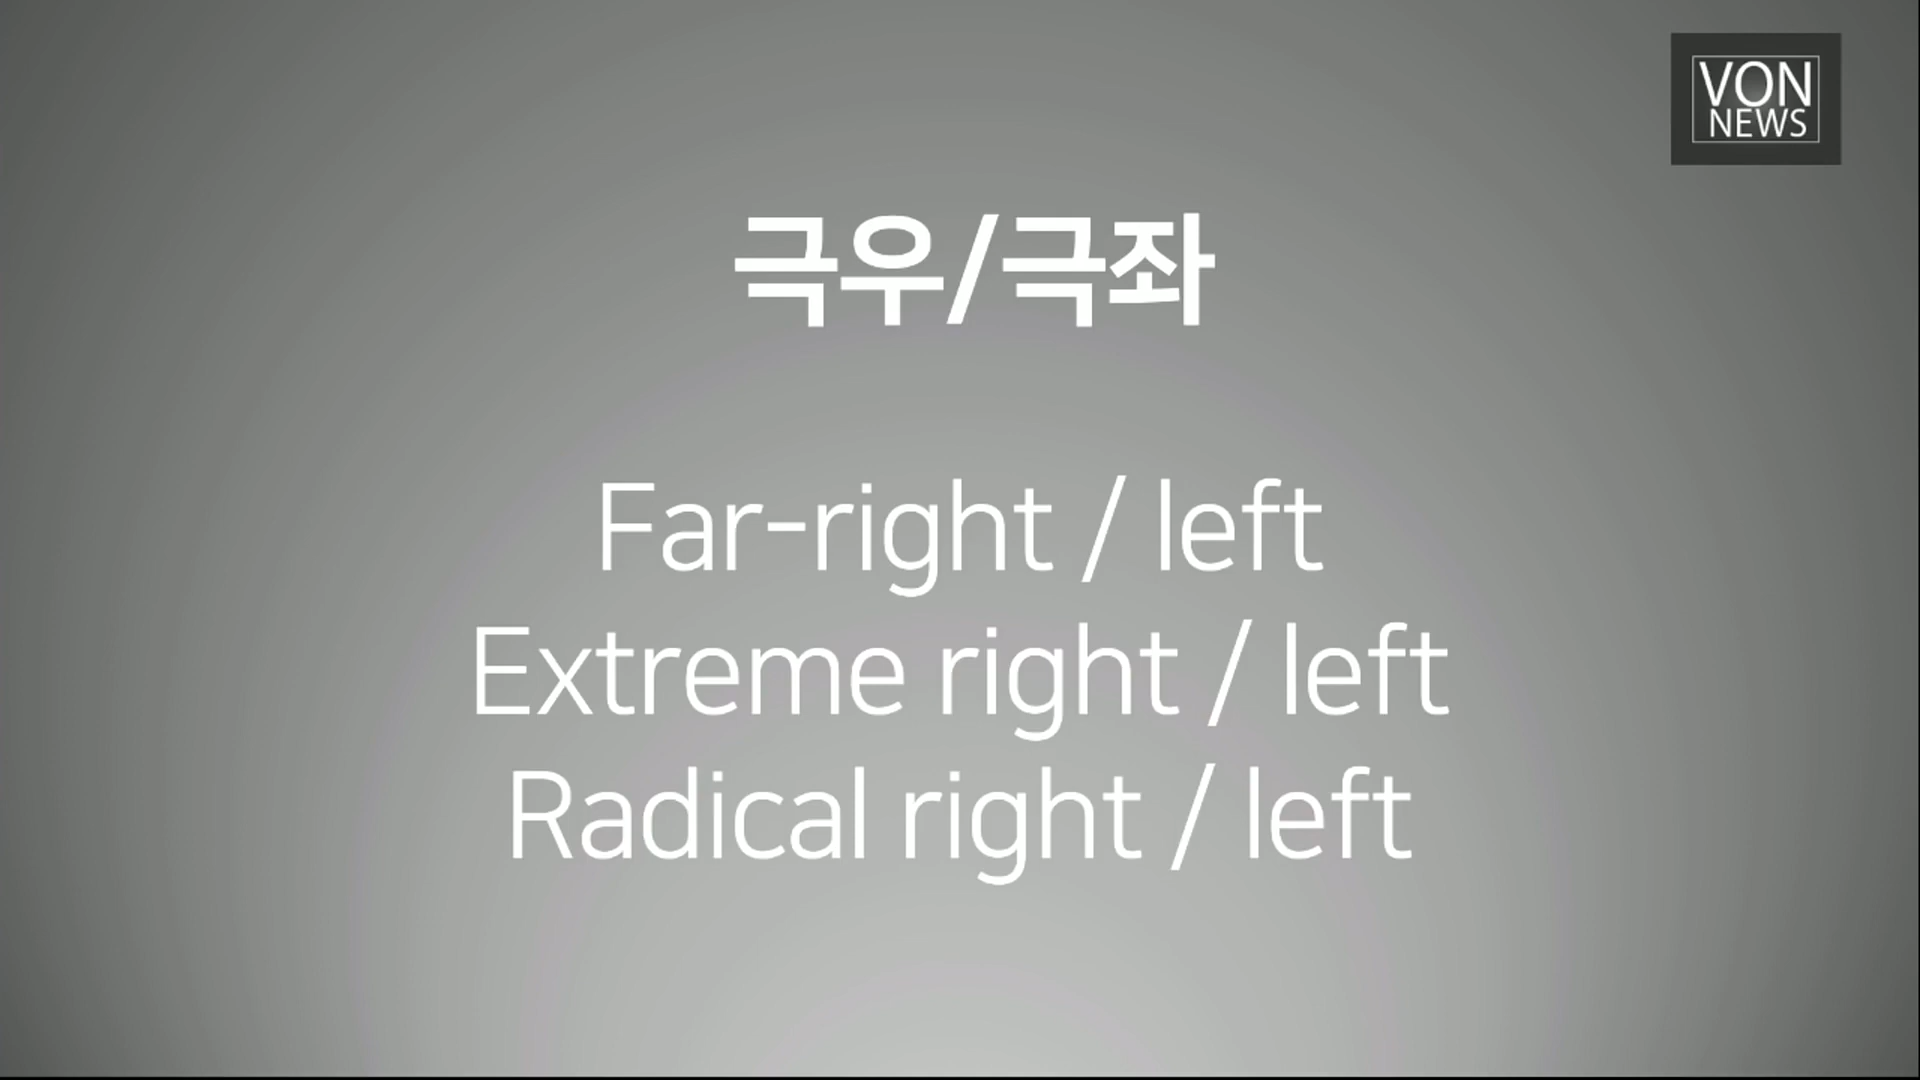 VON
NEWS
극우/극좌
Far-right / left
Extreme right / left
Radical right / left